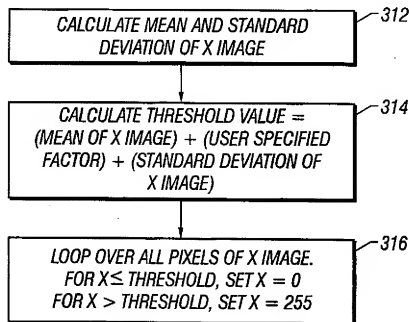 CALCULATE MEAN AND STANDARD
DEVIATION OF X IMAGE
312
CALCULATE THRESHOLD VALUE =
(MEAN OF X IMAGE) + (USER SPECIFIED
FACTOR) + (STANDARD DEVIATION OF
X IMAGE)
314
LOOP OVER ALL PIXELS OF X IMAGE.
FOR X ≤ THRESHOLD, SET X = 0
FOR X > THRESHOLD, SET X = 255
316